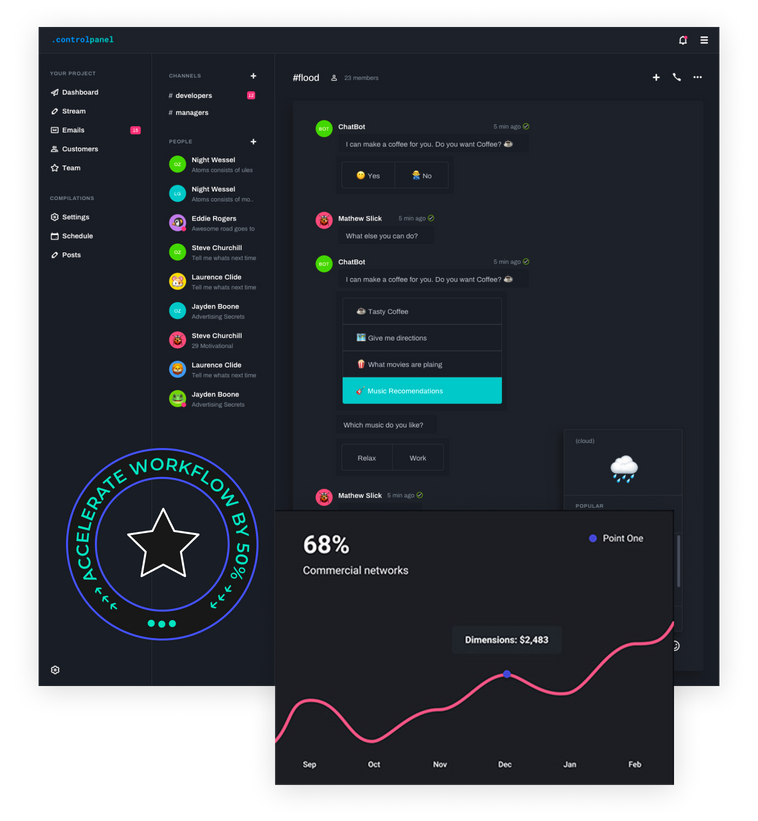 .controlpanel
YOUR PROJECT
Dashboard
Stream
Emails
Customers
Team
COMPILATIONS
Settings
Schedule
Posts
CHANNELS
# developers
# managers
PEOPLE
OZ
Night Wessel
Atoms consists of ules
LG
Night Wessel
Atoms consists of mo...
Eddie Rogers
Awesome road goes to
OZ
Steve Churchill
Tell me whats next time
Laurence Clide
Tell me whats next time
OZ
Jayden Boone
Advertising Secrets
Steve Churchill
29 Motivational
Laurence Clide
Tell me whats next time
Jayden Boone
Advertising Secrets
#flood 23 members
BOT
ChatBot 5 min ago
I can make a coffee for you. Do you want Coffee?
Yes No
Mathew Slick 5 min ago
What else you can do?
BOT
ChatBot 5 min ago
I can make a coffee for you. Do you want Coffee?
Tasty Coffee
Give me directions
What movies are plaing
Music Recomendations
Which music do you like?
Relax Work
Mathew Slick 5 min ago
(cloud)
POPULAR
ACCELERATE WORKFLOW BY 50%
68%
Commercial networks
Point One
Dimensions: $2,483
Sep Oct Nov Dec Jan Feb